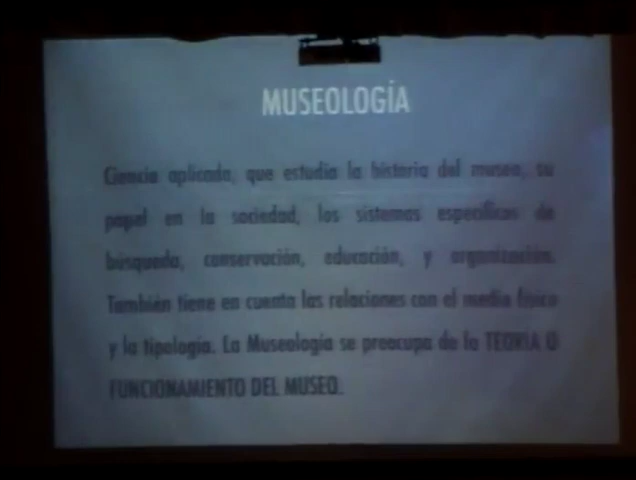 MUSEOLOGÍA
Ciencia aplicada, que estudia la historia del museo, su
papel en la sociedad, los sistemas específicos de
búsqueda, conservación, educación, y organización.
También tiene en cuenta las relaciones con el medio físico
y la tipología. La Museología se preocupa de la TEORIA O
FUNCIONAMIENTO DEL MUSEO.